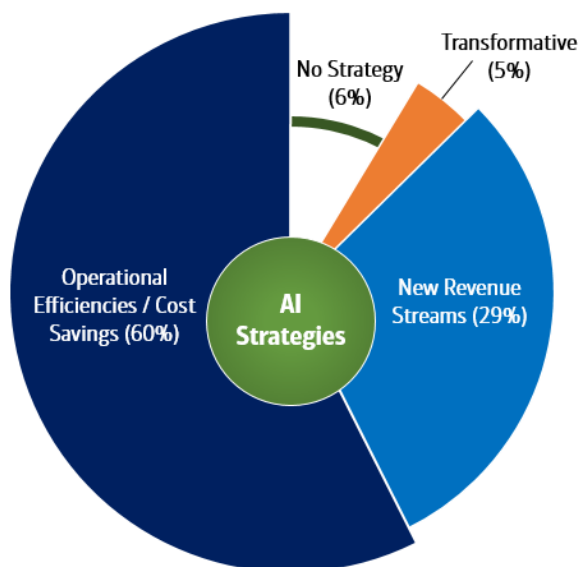 Transformative
(5%)
No Strategy
(6%)
Operational
Efficiencies / Cost
Savings (60%)
AI
Strategies
New Revenue
Streams (29%)